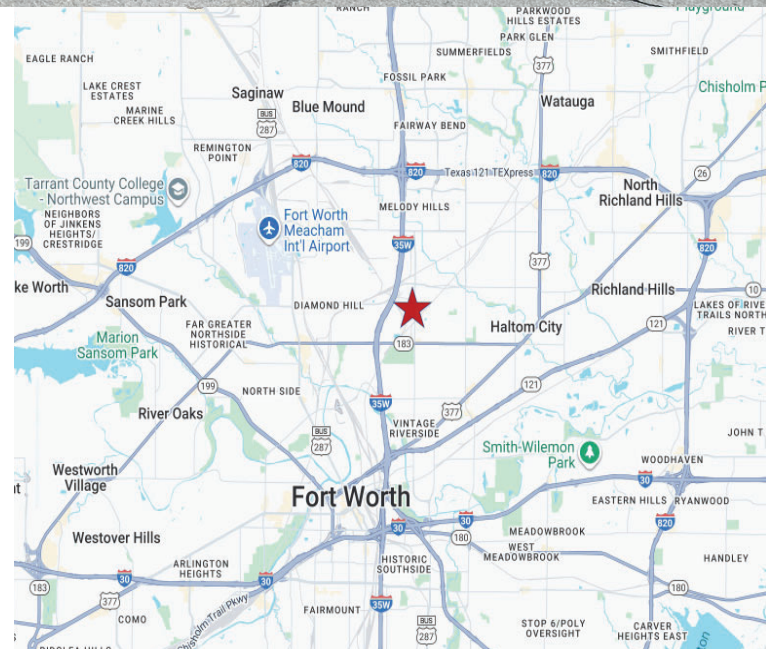 RANCH
PARKWOOD
HILLS ESTATES
Playground
PARK GLEN
EAGLE RANCH
SUMMERFIELDS
SMITHFIELD
377
FOSSIL PARK
LAKE CREST
ESTATES
Saginaw
Chisholm P
MARINE
CREEK HILLS
Blue Mound
Watauga
BUS
287
FAIRWAY BEND
REMINGTON
POINT
820
820
Texas 121 TEXpress
820
26
Tarrant County College
- Northwest Campus
North
Richland Hills
NEIGHBORS
OF JINKENS
HEIGHTS/
CRESTRIDGE
MELODY HILLS
Fort Worth
Meacham
Int'l Airport
199
35W
820
377
820
ke Worth
Sansom Park
DIAMOND HILL
Richland Hills
10
LAKES OF RIVE
TRAILS NORTH
FAR GREATER
NORTHSIDE
HISTORICAL
Haltom City
121
RIVER T
Marion
Sansom Park
183
199
NORTH SIDE
121
35W
377
River Oaks
VINTAGE
RIVERSIDE
BUS
287
JOHN T
Smith-Wilemon
Park
WOODHAVEN
Westworth
Village
30
Fort Worth
EASTERN HILLS
RYANWOOD
30
30
820
Westover Hills
180
MEADOWBROOK
WEST
MEADOWBROOK
HANDLEY
HISTORIC
SOUTHSIDE
ARLINGTON
HEIGHTS
30
30
183
180
377
Chisholm Trail Pkwy
FAIRMOUNT
35W
COMO
BUS
287
STOP 6/POLY
OVERSIGHT
CARVER
HEIGHTS EAST